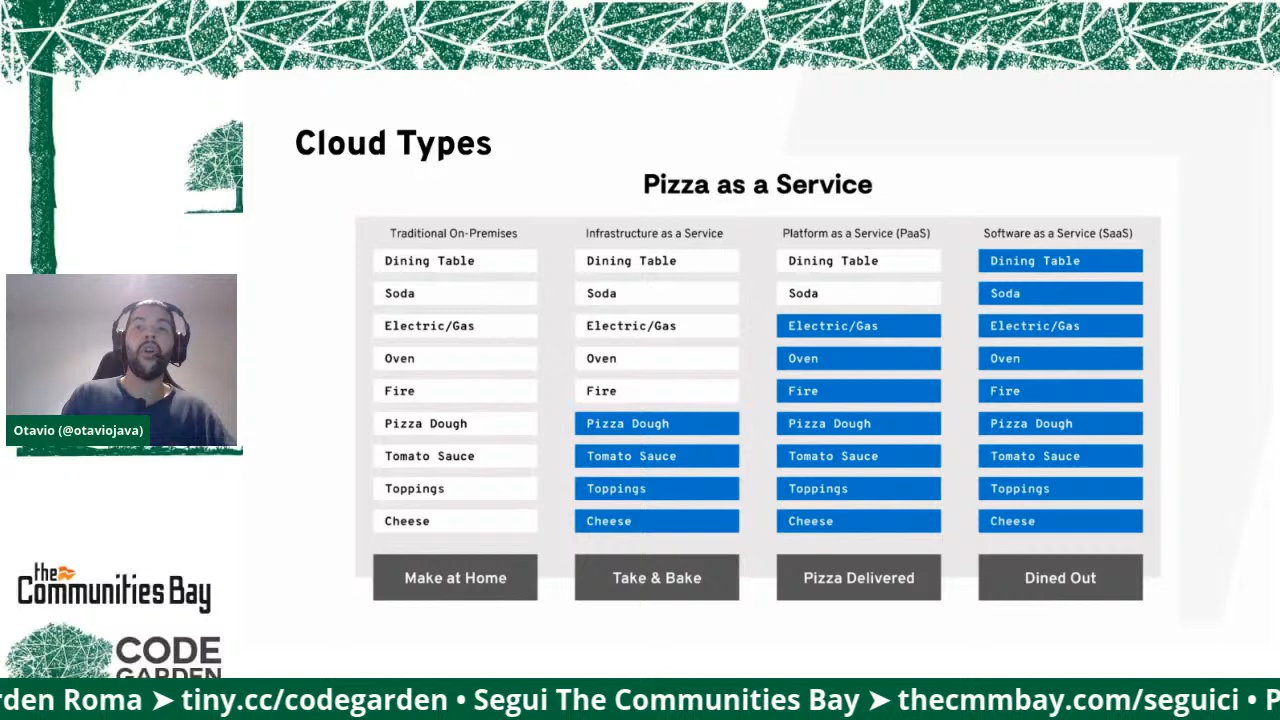 Cloud Types
Pizza as a Service
Traditional On-Premises
Dining Table
Soda
Electric/Gas
Oven
Fire
Pizza Dough
Tomato Sauce
Toppings
Cheese
Make at Home
Infrastructure as a Service
Dining Table
Soda
Electric/Gas
Oven
Fire
Pizza Dough
Tomato Sauce
Toppings
Cheese
Take & Bake
Platform as a Service (PaaS)
Dining Table
Soda
Electric/Gas
Oven
Fire
Pizza Dough
Tomato Sauce
Toppings
Cheese
Pizza Delivered
Software as a Service (SaaS)
Dining Table
Soda
Electric/Gas
Oven
Fire
Pizza Dough
Tomato Sauce
Toppings
Cheese
Dined Out
Otavio (@otaviojava)
the
Communities Bay
CODE
GARDEN
rden Roma ➤ tiny.cc/codegarden • Segui The Communities Bay ➤ thecmmbay.com/seguici • P